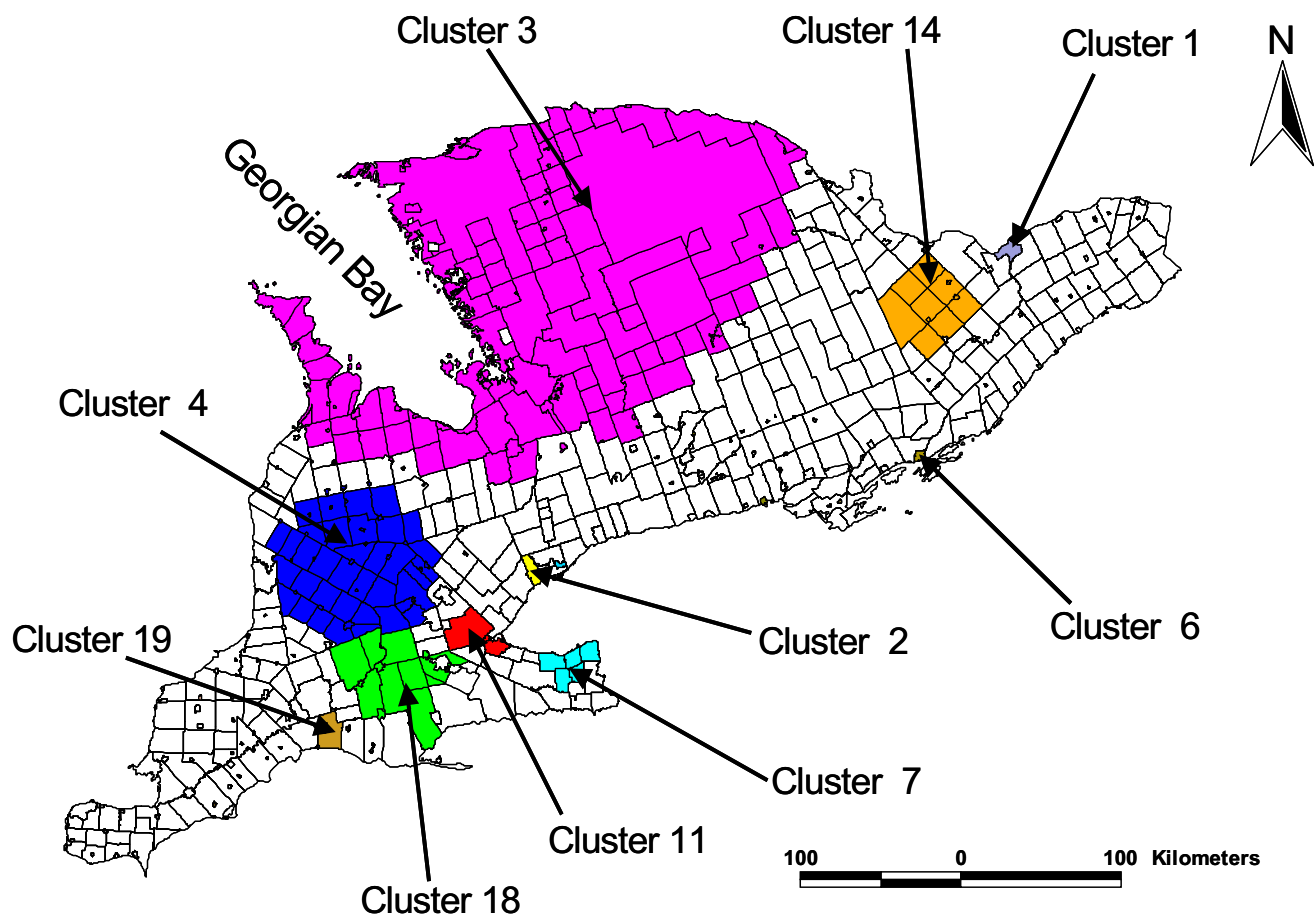 Cluster 3
Cluster 14
Cluster 1
N
Georgian Bay
Cluster 4
Cluster 19
Cluster 2
Cluster 6
Cluster 7
Cluster 11
Cluster 18
100 0 100 Kilometers